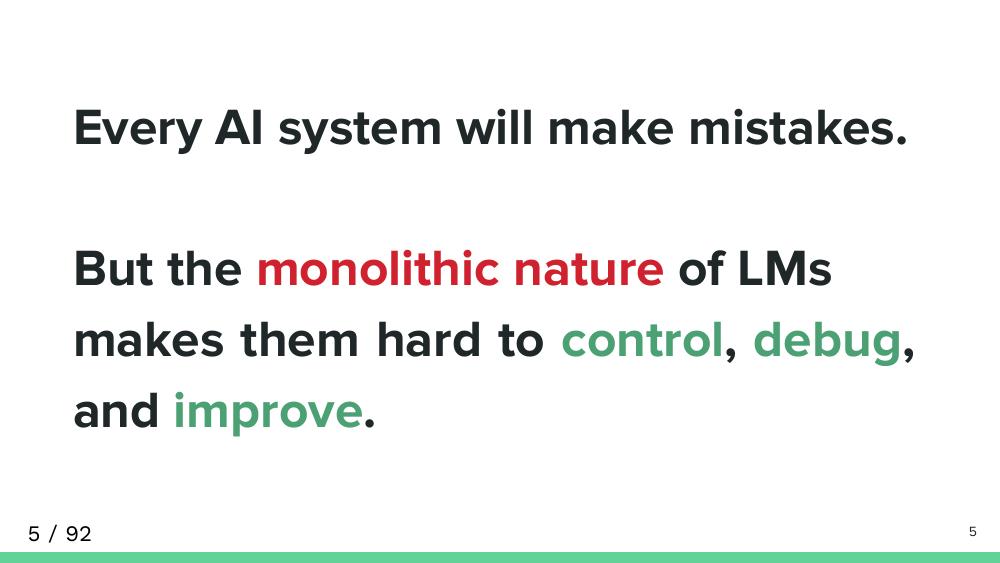 Every AI system will make mistakes.
But the monolithic nature of LMs
makes them hard to control, debug,
and improve.
5 / 92
5